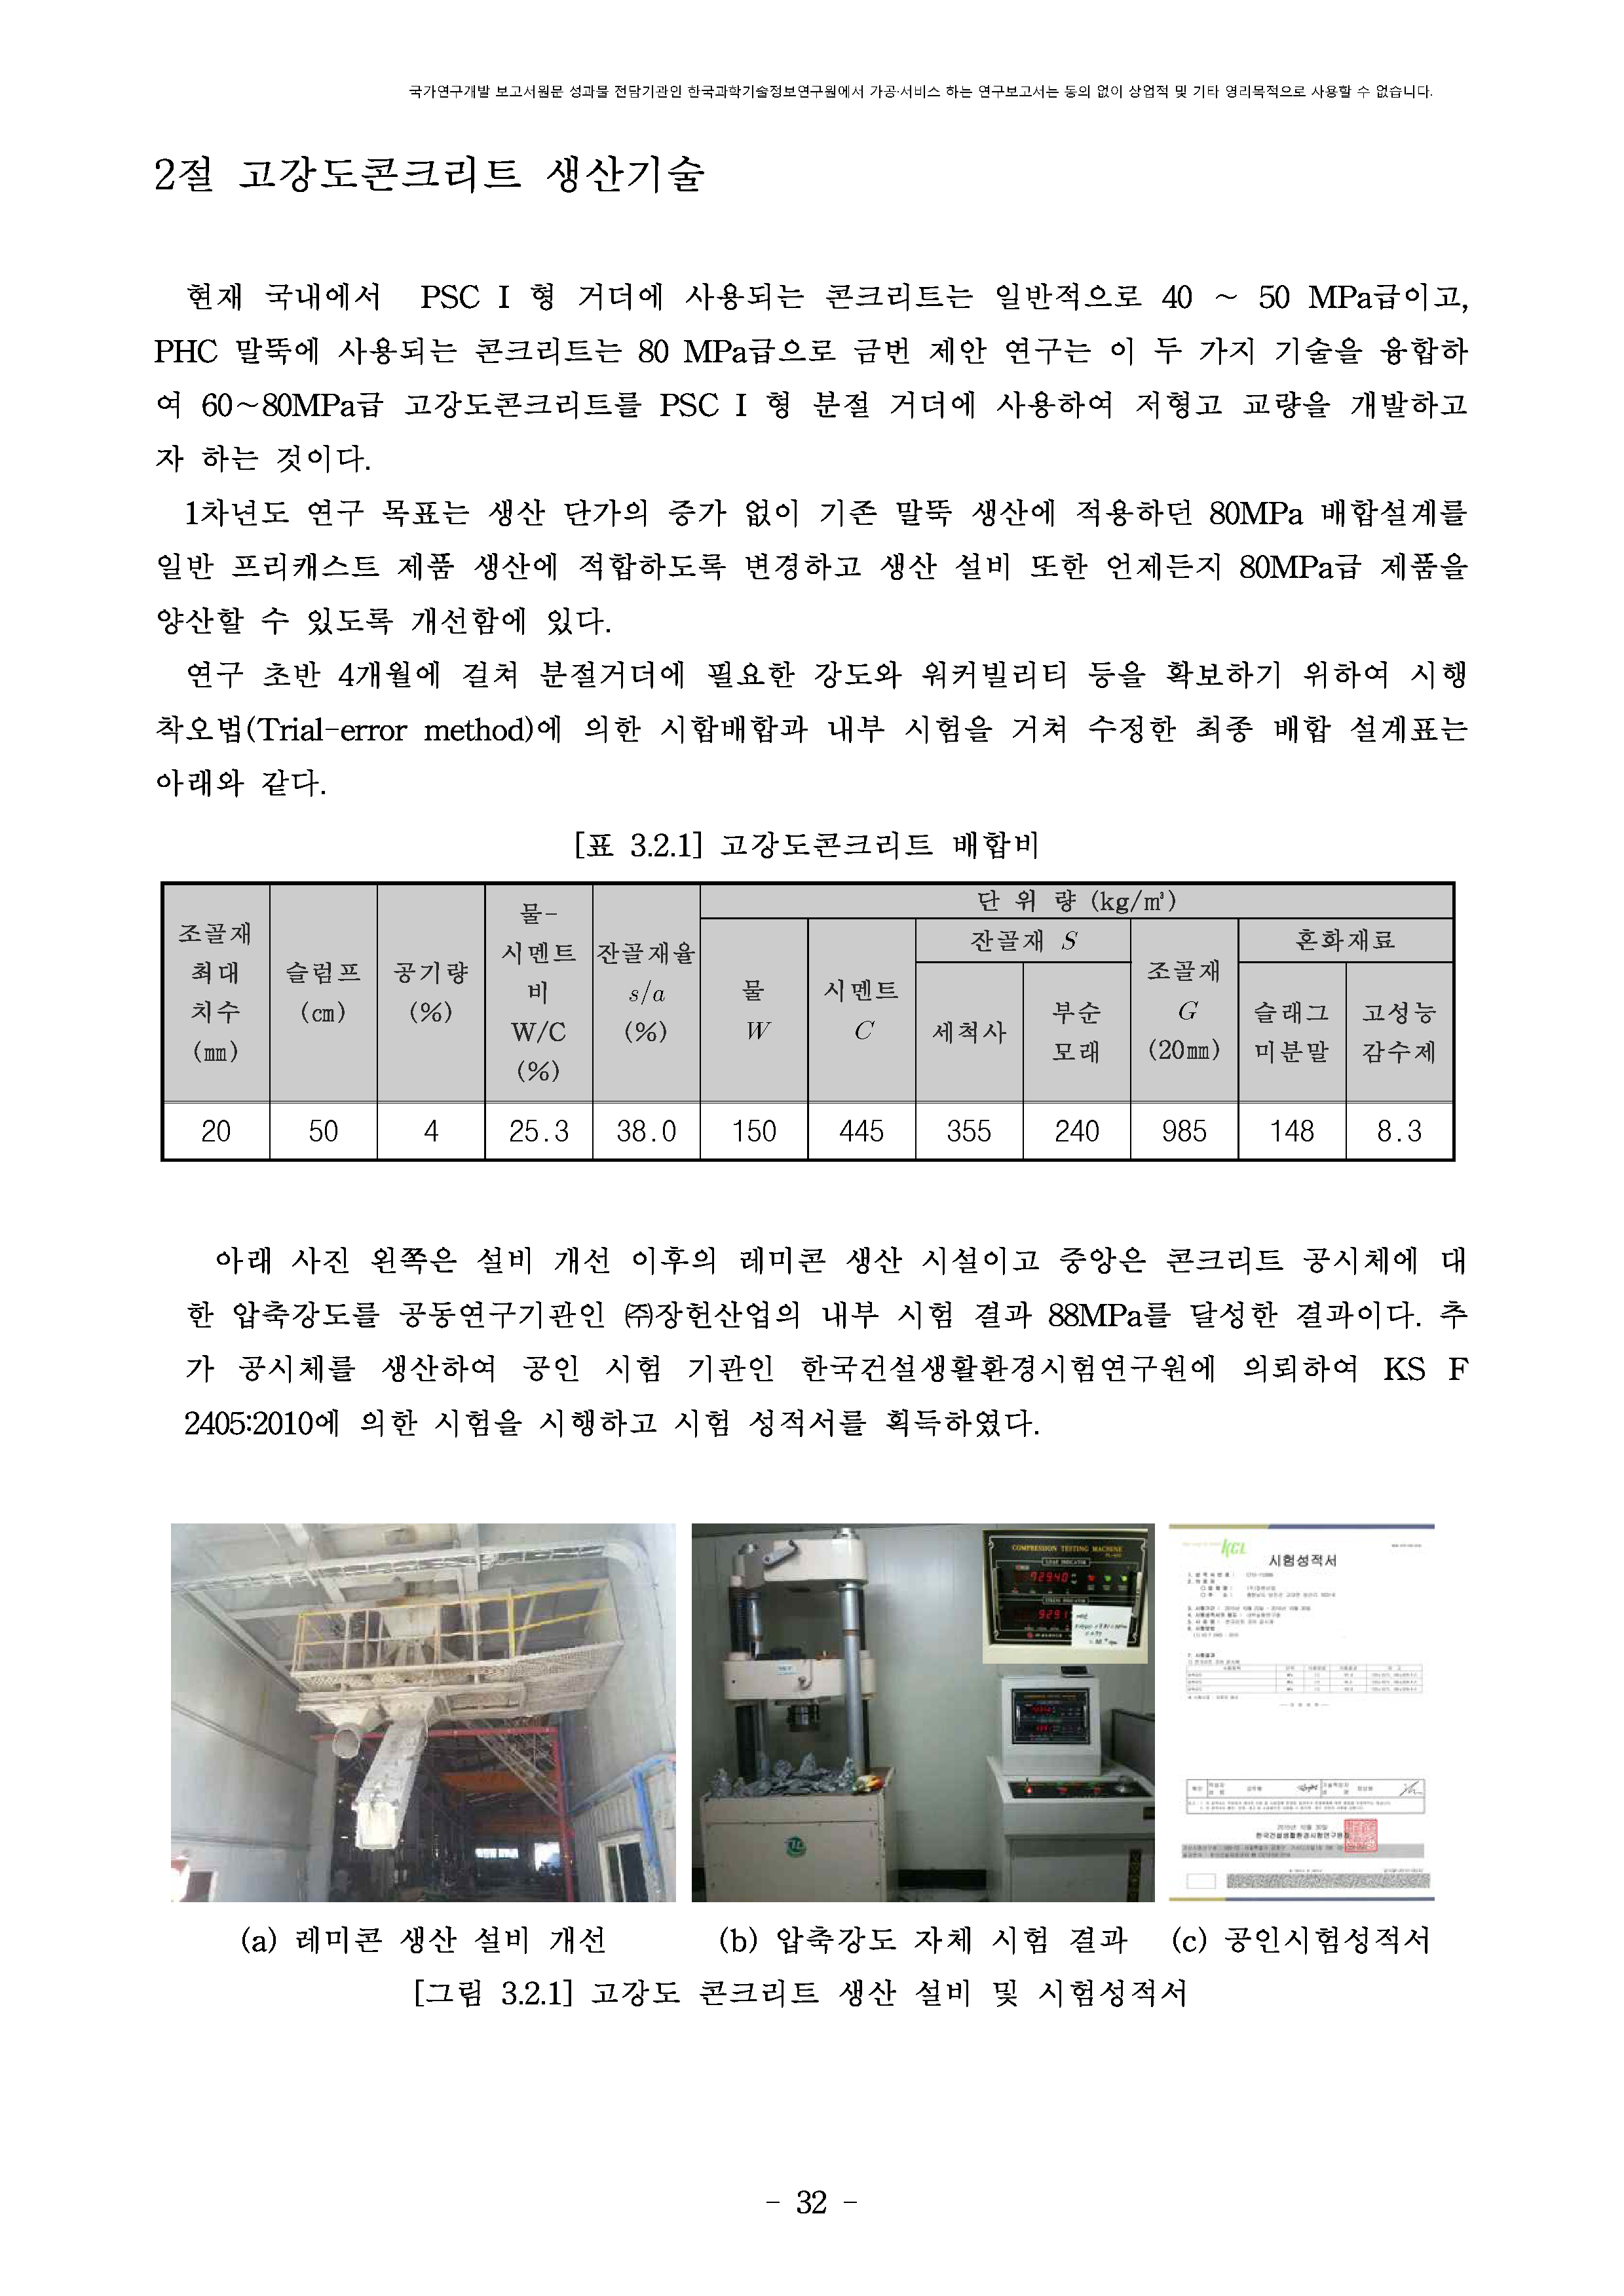 국가연구개발 보고서원문 성과물 전담기관인 한국과학기술정보연구원에서 가공·서비스 하는 연구보고서는 동의 없이 상업적 및 기타 영리목적으로 사용할 수 없습니다.
2절 고강도콘크리트 생산기술
현재 국내에서 PSC I 형 거더에 사용되는 콘크리트는 일반적으로 40 ~ 50 MPa급이고,
PHC 말뚝에 사용되는 콘크리트는 80 MPa급으로 금번 제안 연구는 이 두 가지 기술을 융합하
여 60~80MPa급 고강도콘크리트를 PSC I 형 분절 거더에 사용하여 저형고 교량을 개발하고
자 하는 것이다.
1차년도 연구 목표는 생산 단가의 증가 없이 기존 말뚝 생산에 적용하던 80MPa 배합설계를
일반 프리캐스트 제품 생산에 적합하도록 변경하고 생산 설비 또한 언제든지 80MPa급 제품을
양산할 수 있도록 개선함에 있다.
연구 초반 4개월에 걸쳐 분절거더에 필요한 강도와 워커빌리티 등을 확보하기 위하여 시행
착오법(Trial-error method)에 의한 시합배합과 내부 시험을 거쳐 수정한 최종 배합 설계표는
아래와 같다.
[표 3.2.1] 고강도콘크리트 배합비
조골재 최대 치수 (㎜)
슬럼프 (㎝)
공기량 (%)
물-시멘트비 W/C (%)
잔골재율 s/a (%)
단 위 량 (kg/㎥)
물 W
시멘트 C
잔골재 S
세척사
부순 모래
조골재 G (20㎜)
혼화재료
슬래그 미분말
고성능 감수제
20 50 4 25.3 38.0 150 445 355 240 985 148 8.3
아래 사진 왼쪽은 설비 개선 이후의 레미콘 생산 시설이고 중앙은 콘크리트 공시체에 대
한 압축강도를 공동연구기관인 ㈜장헌산업의 내부 시험 결과 88MPa를 달성한 결과이다. 추
가 공시체를 생산하여 공인 시험 기관인 한국건설생활환경시험연구원에 의뢰하여 KS F
2405:2010에 의한 시험을 시행하고 시험 성적서를 획득하였다.
COMPRESSION TESTING MACHINE
LOAD INDICATOR
72940
9291
KCL
시험성적서
한국건설생활환경시험연구원
(a) 레미콘 생산 설비 개선 (b) 압축강도 자체 시험 결과 (c) 공인시험성적서
[그림 3.2.1] 고강도 콘크리트 생산 설비 및 시험성적서
- 32 -